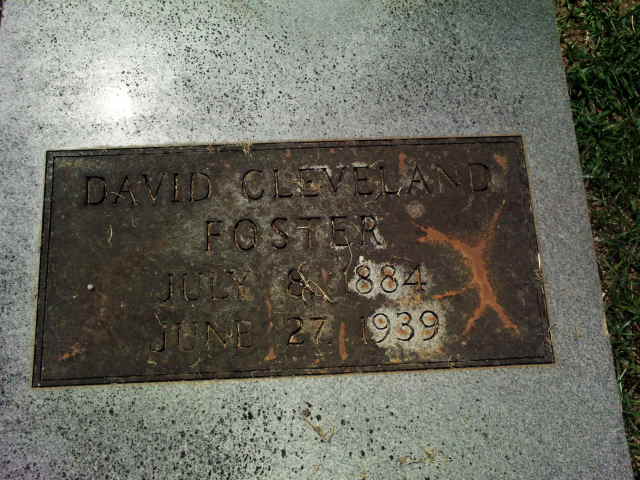 DAVID CLEVELAND
FOSTER
JULY 8, 1884
JUNE 27, 1939